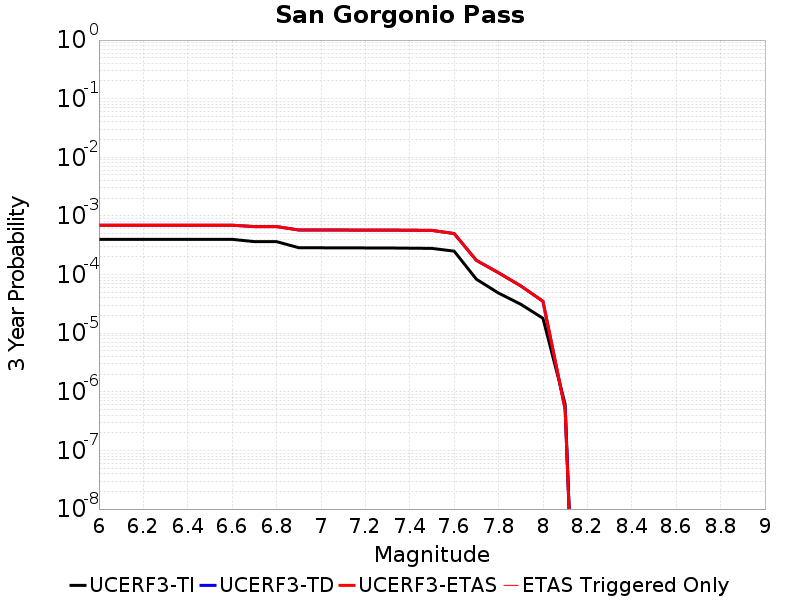 San Gorgonio Pass
10^0
10^-1
10^-2
10^-3
10^-4
10^-5
10^-6
10^-7
10^-8
3 Year Probability
6 6.2 6.4 6.6 6.8 7 7.2 7.4 7.6 7.8 8 8.2 8.4 8.6 8.8 9
Magnitude
UCERF3-TI UCERF3-TD UCERF3-ETAS ETAS Triggered Only